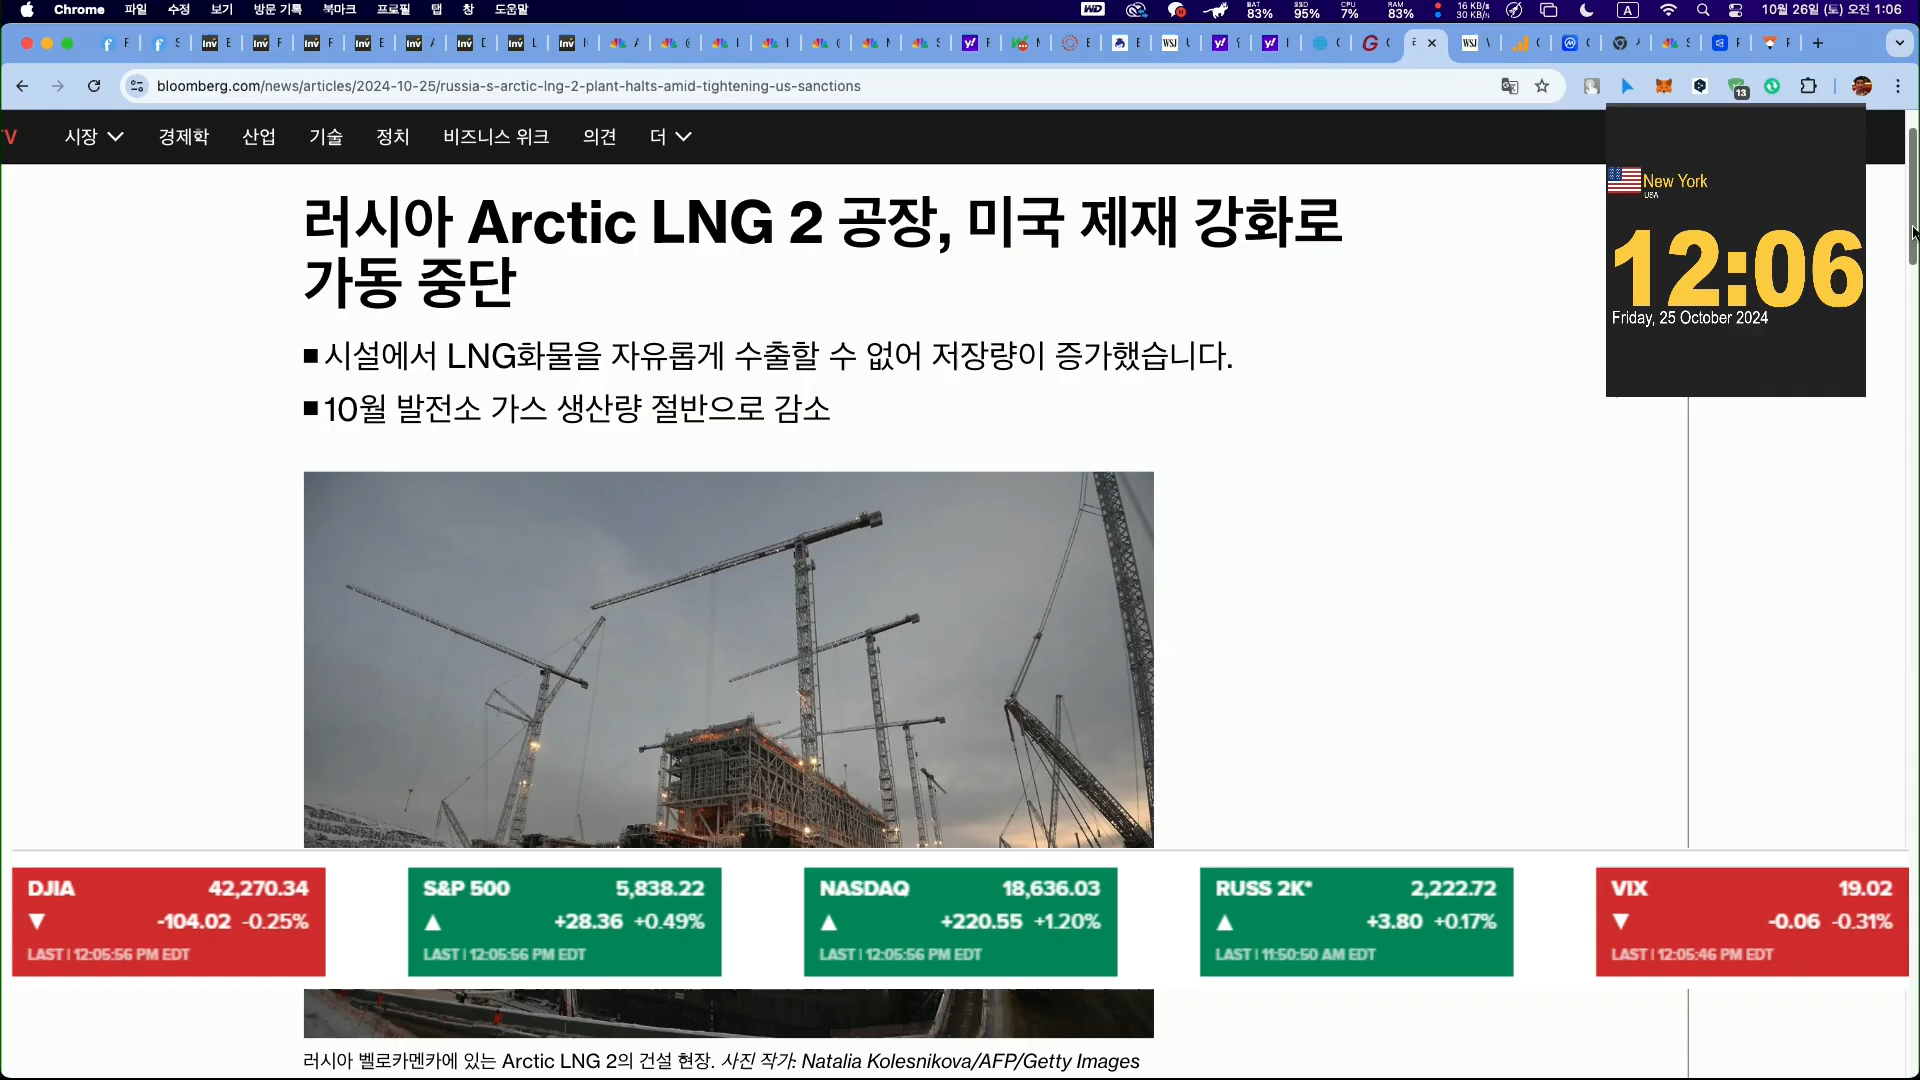 Chrome 파일 수정 보기 방문 기록 북마크 프로필 탭 창 도움말
WD
BAT 83% SSD 95% CPU 7% RAM 83% 16 KB/s 30 KB/s A 10월 26일 (토) 오전 1:06
bloomberg.com/news/articles/2024-10-25/russia-s-arctic-lng-2-plant-halts-amid-tightening-us-sanctions
13
V 시장 경제학 산업 기술 정치 비즈니스 위크 의견 더
New York
USA
12:06
Friday, 25 October 2024
러시아 Arctic LNG 2 공장, 미국 제재 강화로
가동 중단
■ 시설에서 LNG화물을 자유롭게 수출할 수 없어 저장량이 증가했습니다.
■ 10월 발전소 가스 생산량 절반으로 감소
DJIA 42,270.34
▼ -104.02 -0.25%
LAST | 12:05:56 PM EDT
S&P 500 5,838.22
▲ +28.36 +0.49%
LAST | 12:05:56 PM EDT
NASDAQ 18,636.03
▲ +220.55 +1.20%
LAST | 12:05:56 PM EDT
RUSS 2K* 2,222.72
▲ +3.80 +0.17%
LAST | 11:50:50 AM EDT
VIX 19.02
▼ -0.06 -0.31%
LAST | 12:05:46 PM EDT
러시아 벨로카멘카에 있는 Arctic LNG 2의 건설 현장. 사진 작가: Natalia Kolesnikova/AFP/Getty Images